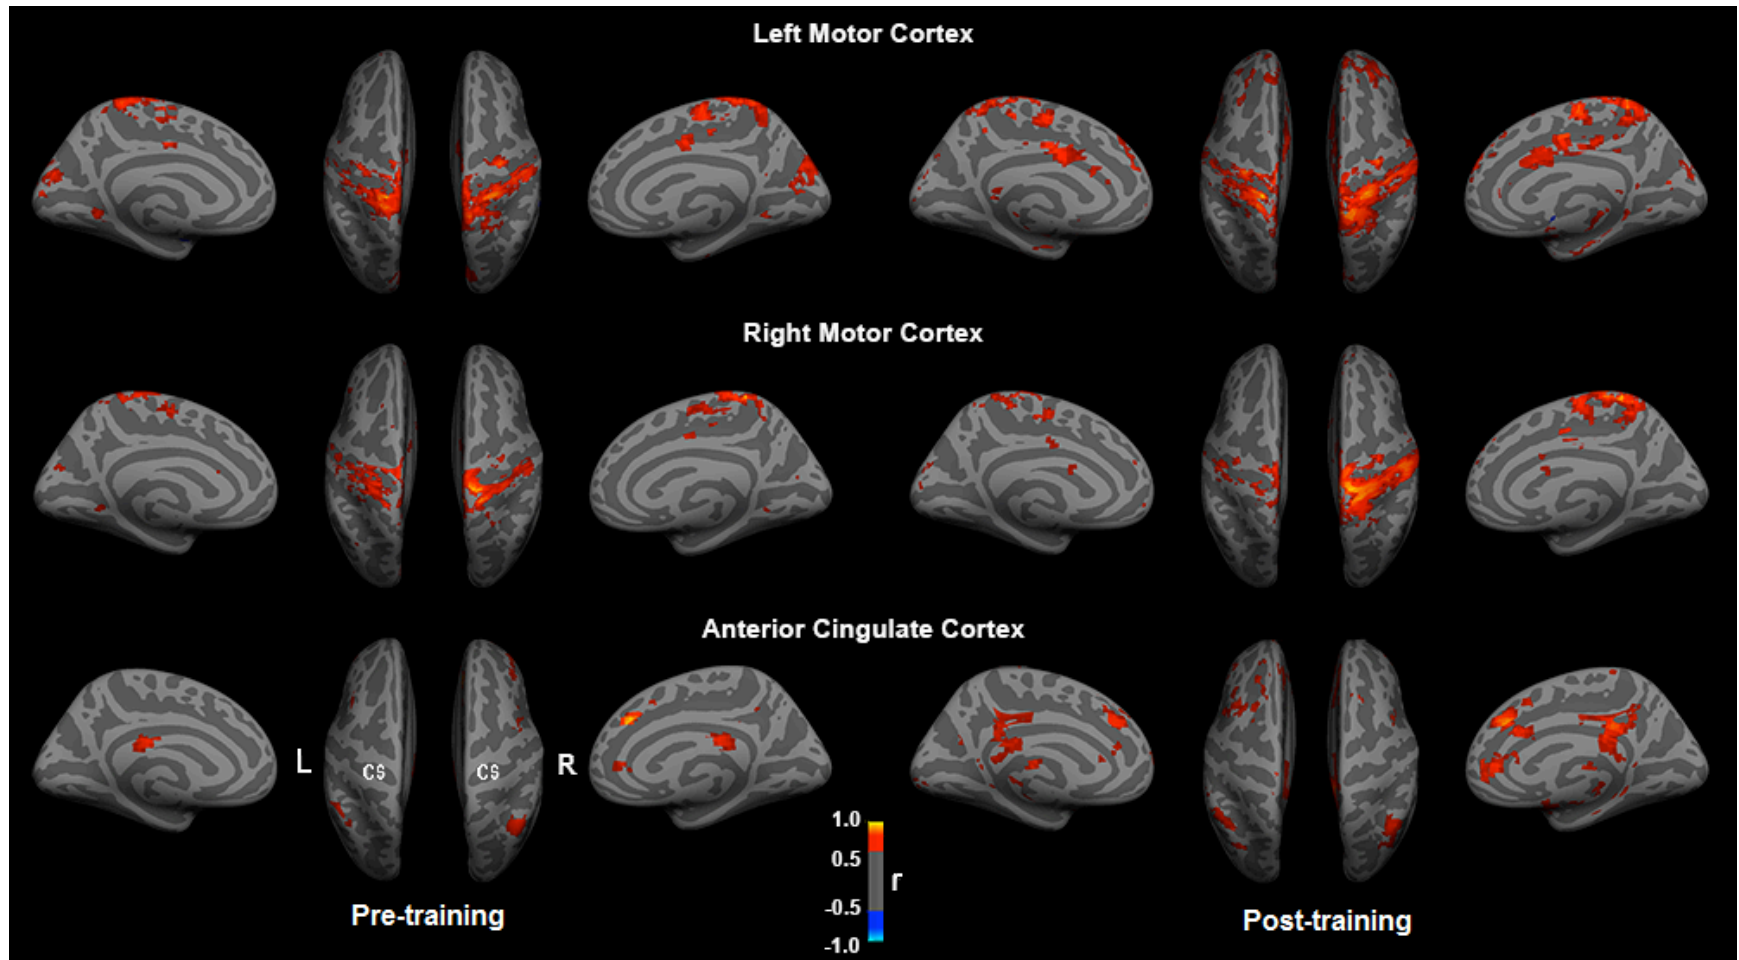 Left Motor Cortex
Right Motor Cortex
Anterior Cingulate Cortex
L CS CS R
1.0
0.5
r
-0.5
-1.0
Pre-training
Post-training